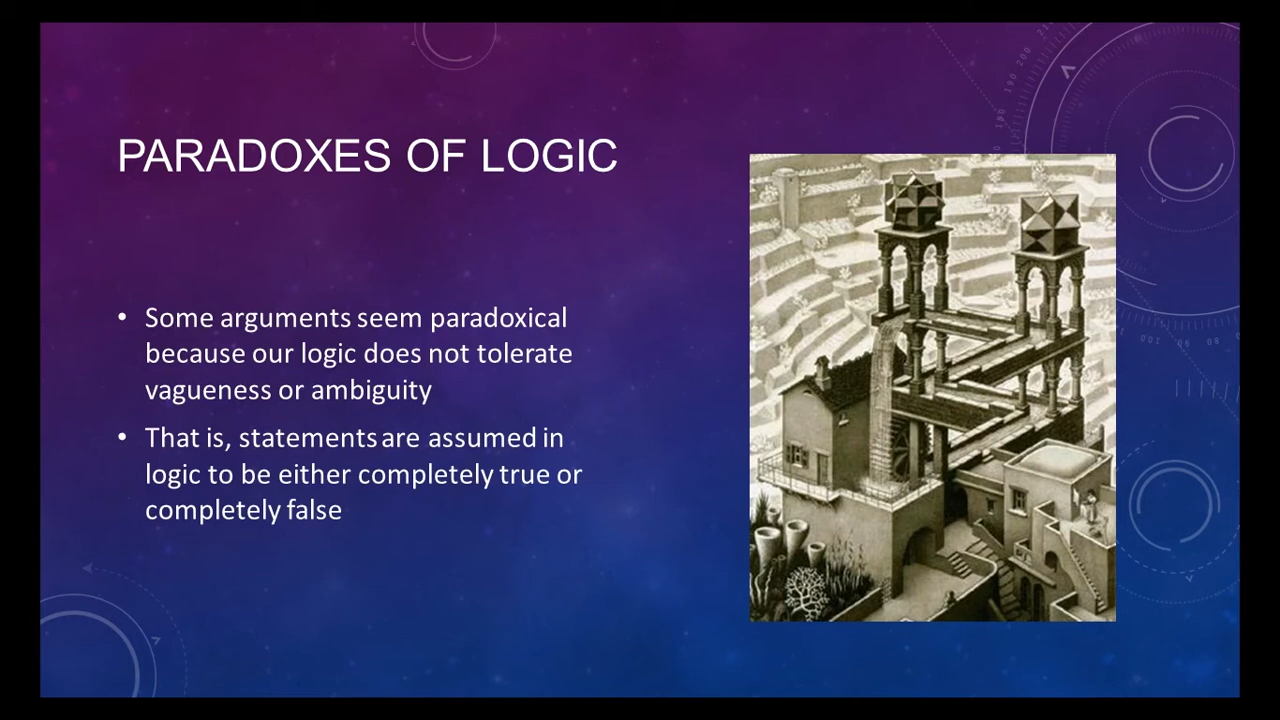 PARADOXES OF LOGIC
• Some arguments seem paradoxical
because our logic does not tolerate
vagueness or ambiguity
• That is, statements are assumed in
logic to be either completely true or
completely false